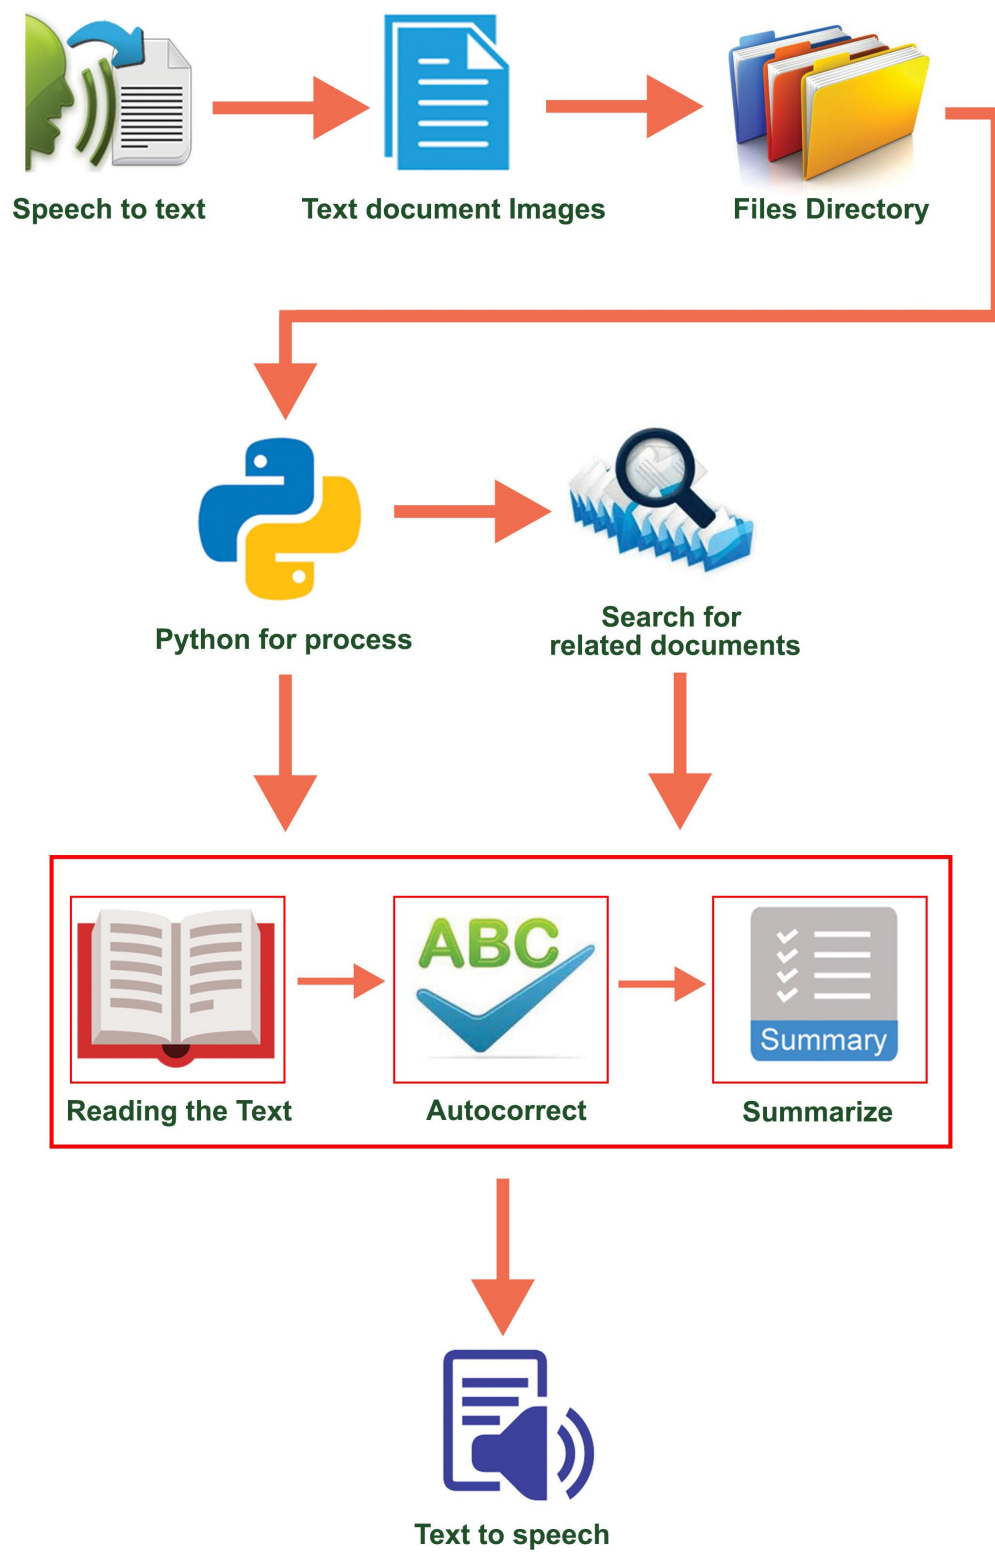 Speech to text
Text document Images
Files Directory
Python for process
Search for
related documents
ABC
Summary
Reading the Text
Autocorrect
Summarize
Text to speech